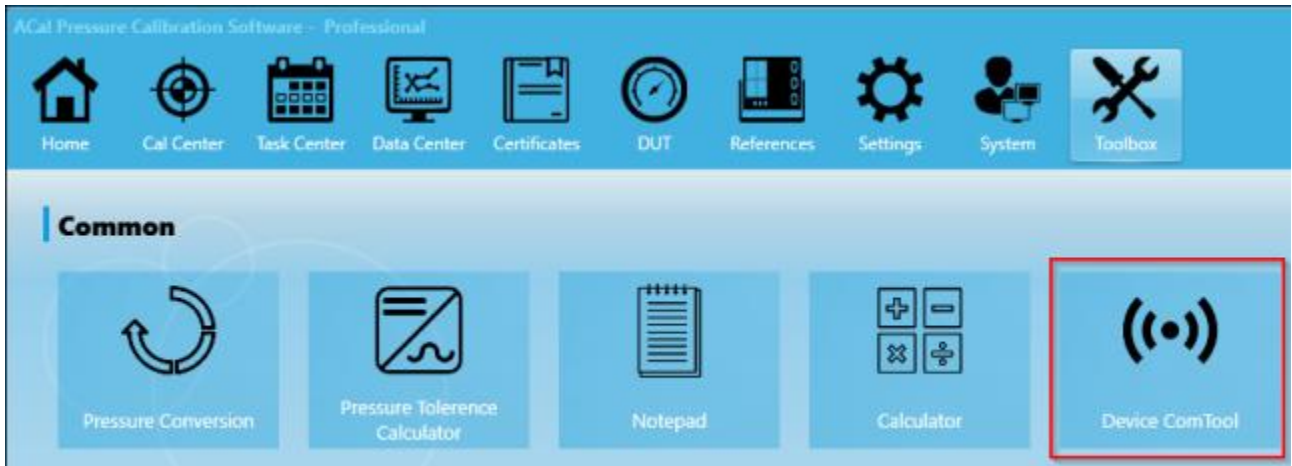 ACal Pressure Calibration Software - Professional
Home
Cal Center
Task Center
Data Center
Certificates
DUT
References
Settings
System
Toolbox
Common
Pressure Conversion
Pressure Tolerence
Calculator
Notepad
Calculator
Device ComTool